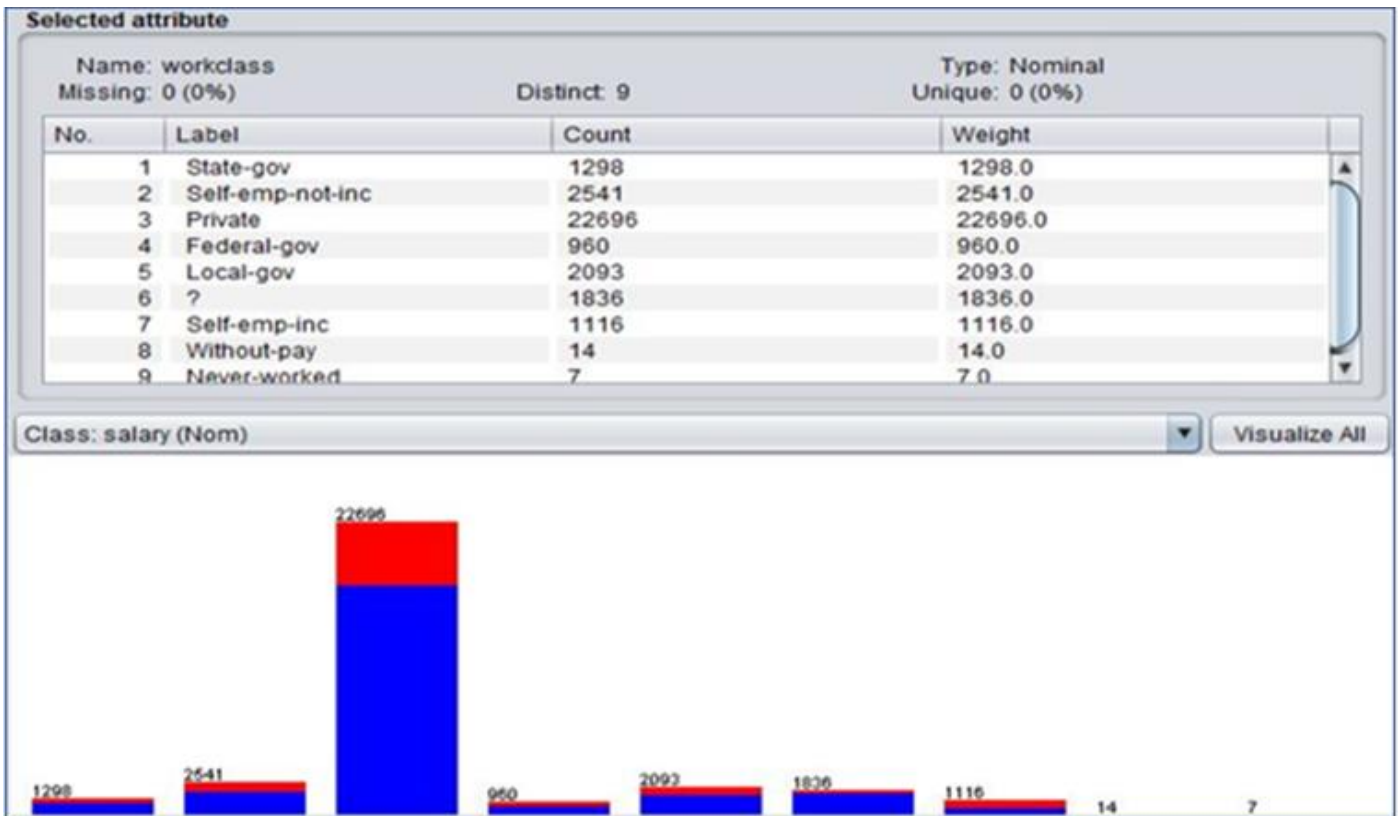 Selected attribute
Name: workclass Type: Nominal
Missing: 0 (0%) Distinct: 9 Unique: 0 (0%)
No. Label Count Weight
1 State-gov 1298 1298.0
2 Self-emp-not-inc 2541 2541.0
3 Private 22696 22696.0
4 Federal-gov 960 960.0
5 Local-gov 2093 2093.0
6 ? 1836 1836.0
7 Self-emp-inc 1116 1116.0
8 Without-pay 14 14.0
9 Never-worked 7 7.0
Class: salary (Nom) Visualize All
22696
1298 2541 960 2093 1836 1116 14 7